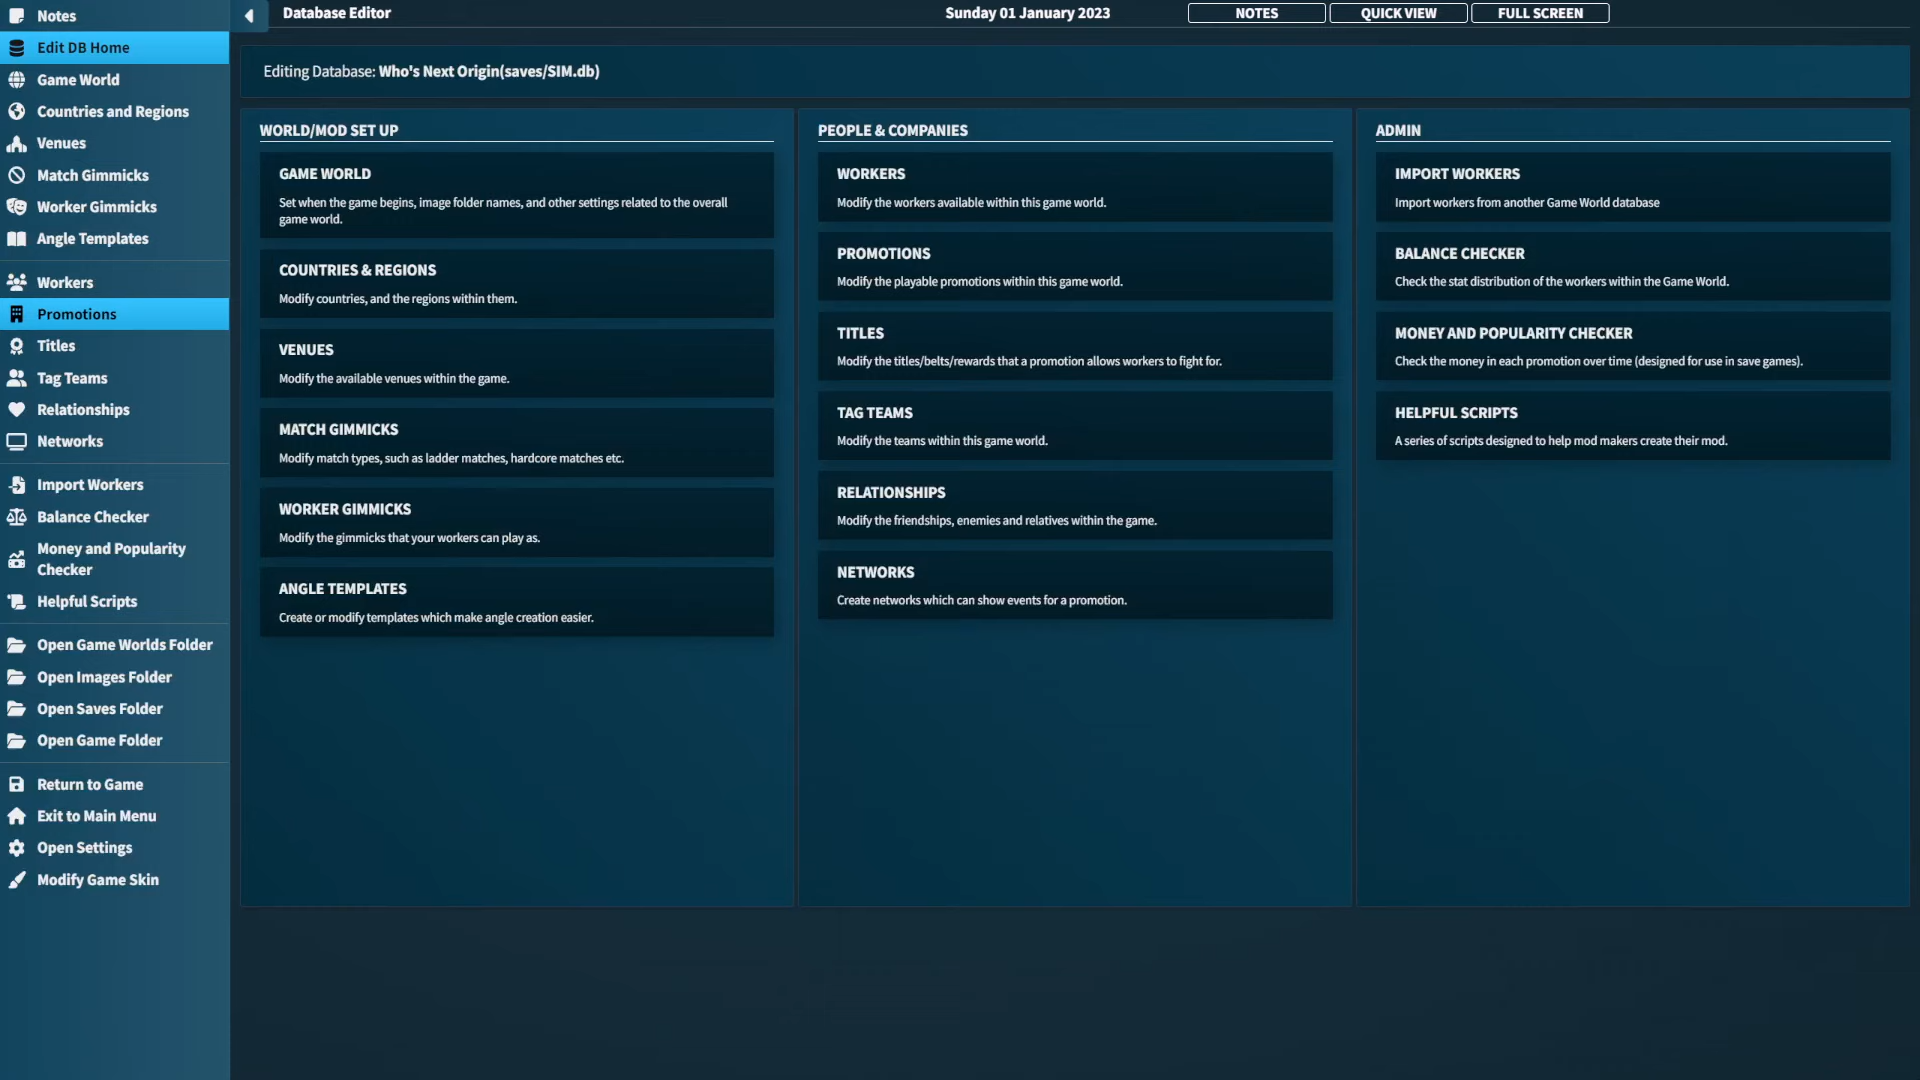 Notes
Edit DB Home
Game World
Countries and Regions
Venues
Match Gimmicks
Worker Gimmicks
Angle Templates
Workers
Promotions
Titles
Tag Teams
Relationships
Networks
Import Workers
Balance Checker
Money and Popularity
Checker
Helpful Scripts
Open Game Worlds Folder
Open Images Folder
Open Saves Folder
Open Game Folder
Return to Game
Exit to Main Menu
Open Settings
Modify Game Skin
Database Editor
Sunday 01 January 2023
NOTES
QUICK VIEW
FULL SCREEN
Editing Database: Who's Next Origin(saves/SIM.db)
WORLD/MOD SET UP
GAME WORLD
Set when the game begins, image folder names, and other settings related to the overall
game world.
COUNTRIES & REGIONS
Modify countries, and the regions within them.
VENUES
Modify the available venues within the game.
MATCH GIMMICKS
Modify match types, such as ladder matches, hardcore matches etc.
WORKER GIMMICKS
Modify the gimmicks that your workers can play as.
ANGLE TEMPLATES
Create or modify templates which make angle creation easier.
PEOPLE & COMPANIES
WORKERS
Modify the workers available within this game world.
PROMOTIONS
Modify the playable promotions within this game world.
TITLES
Modify the titles/belts/rewards that a promotion allows workers to fight for.
TAG TEAMS
Modify the teams within this game world.
RELATIONSHIPS
Modify the friendships, enemies and relatives within the game.
NETWORKS
Create networks which can show events for a promotion.
ADMIN
IMPORT WORKERS
Import workers from another Game World database
BALANCE CHECKER
Check the stat distribution of the workers within the Game World.
MONEY AND POPULARITY CHECKER
Check the money in each promotion over time (designed for use in save games).
HELPFUL SCRIPTS
A series of scripts designed to help mod makers create their mod.